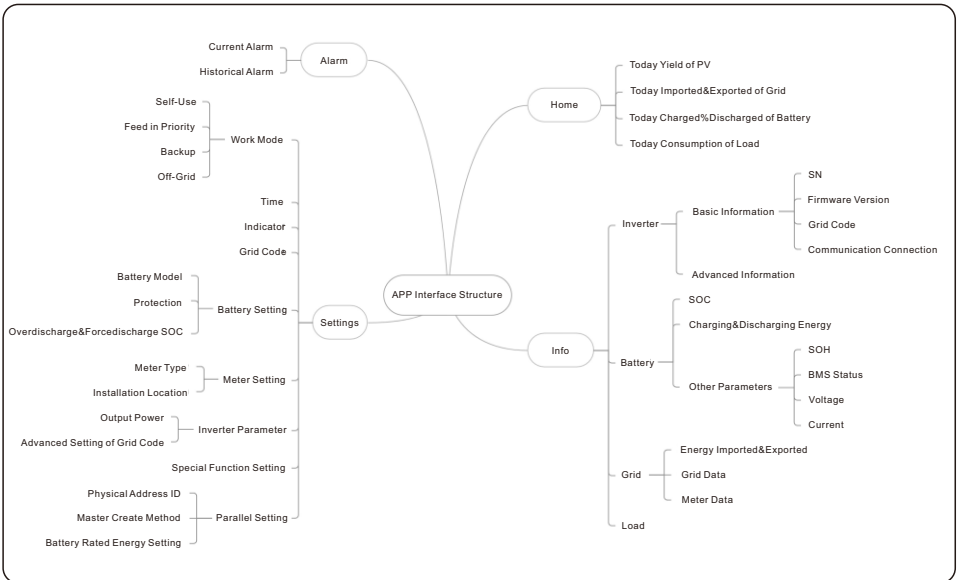 Current Alarm
Historical Alarm
Alarm
Self-Use
Feed in Priority
Backup
Off-Grid
Work Mode
Time
Indicator
Grid Code
Battery Model
Protection
Overdischarge&Forcedischarge SOC
Battery Setting
Settings
Meter Type
Installation Location
Meter Setting
Output Power
Advanced Setting of Grid Code
Inverter Parameter
Special Function Setting
Physical Address ID
Master Create Method
Battery Rated Energy Setting
Parallel Setting
APP Interface Structure
Home
Today Yield of PV
Today Imported&Exported of Grid
Today Charged%Discharged of Battery
Today Consumption of Load
Info
Inverter
Basic Information
SN
Firmware Version
Grid Code
Communication Connection
Advanced Information
Battery
SOC
Charging&Discharging Energy
Other Parameters
SOH
BMS Status
Voltage
Current
Grid
Energy Imported&Exported
Grid Data
Meter Data
Load